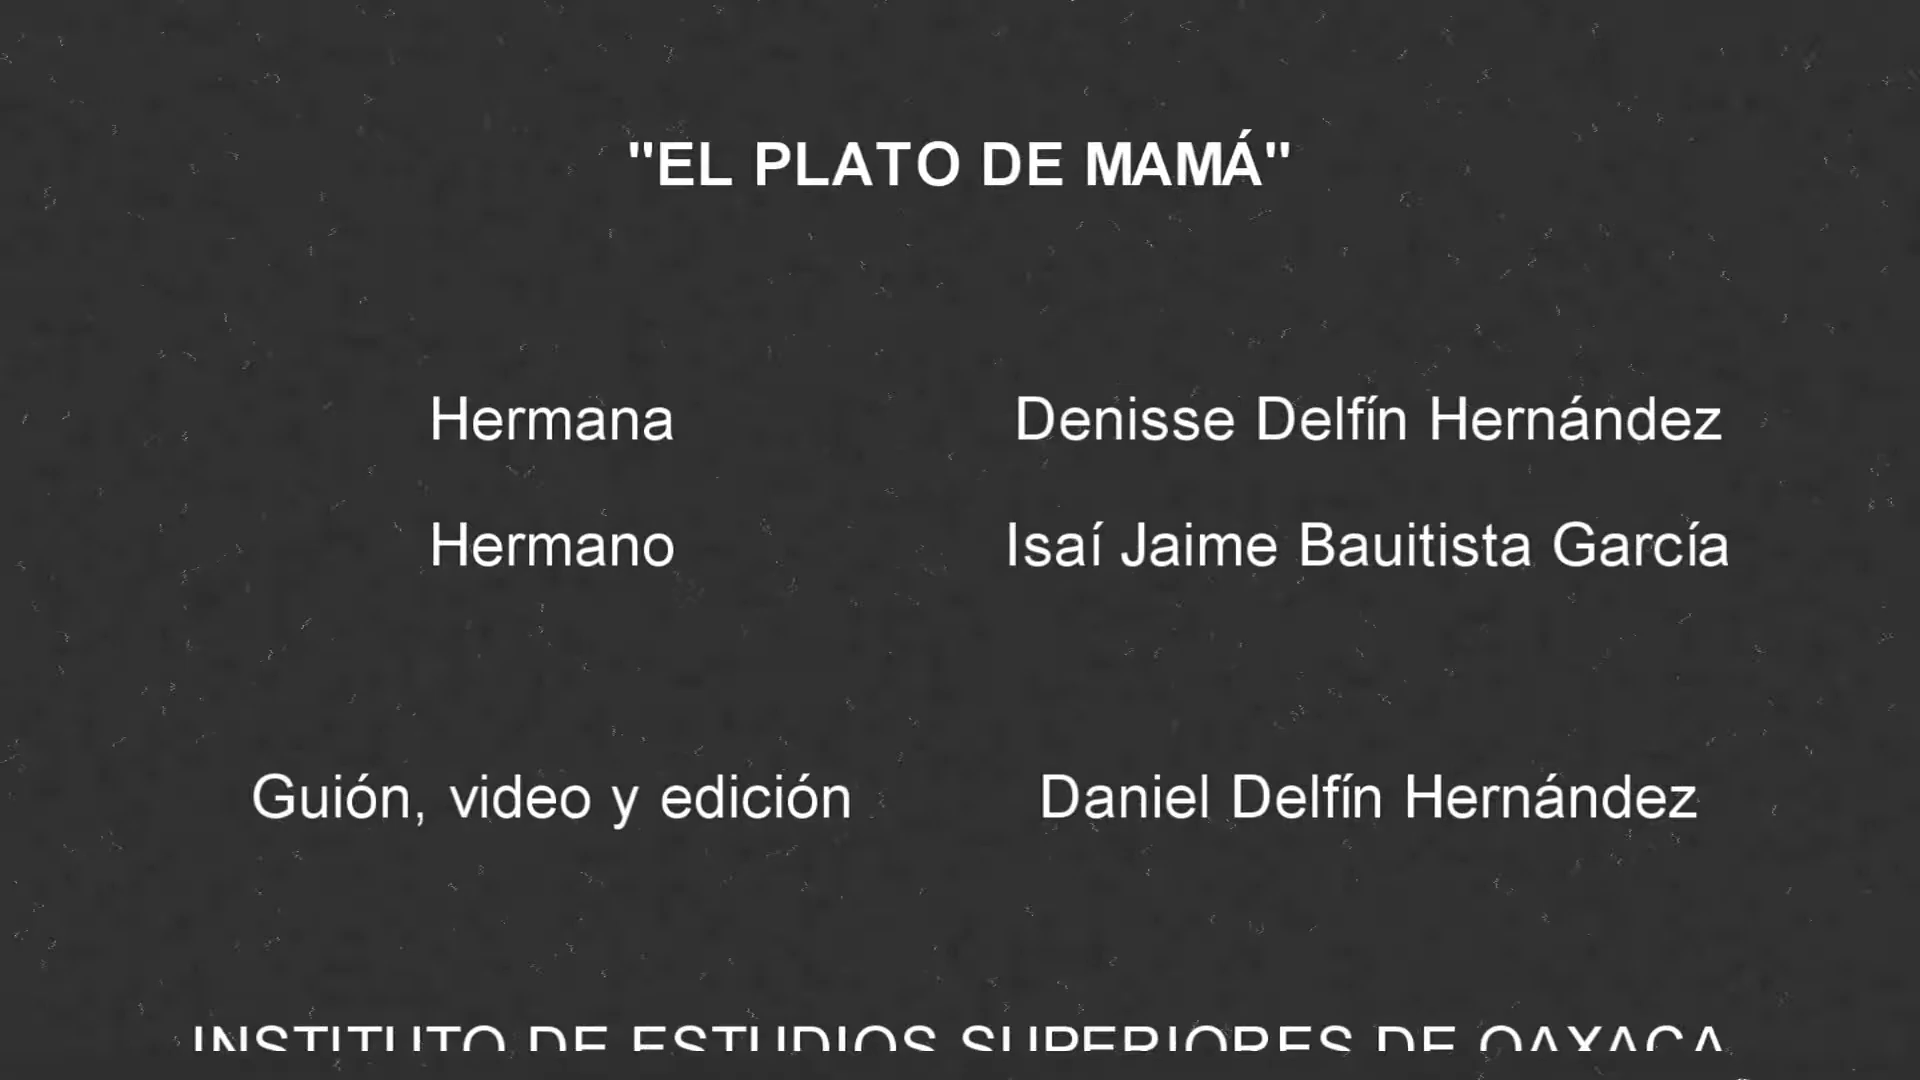 "EL PLATO DE MAMÁ"
Hermana Denisse Delfín Hernández
Hermano Isaí Jaime Bauitista García
Guión, video y edición Daniel Delfín Hernández
INSTITUTO DE ESTUDIOS SUPERIORES DE OAXACA